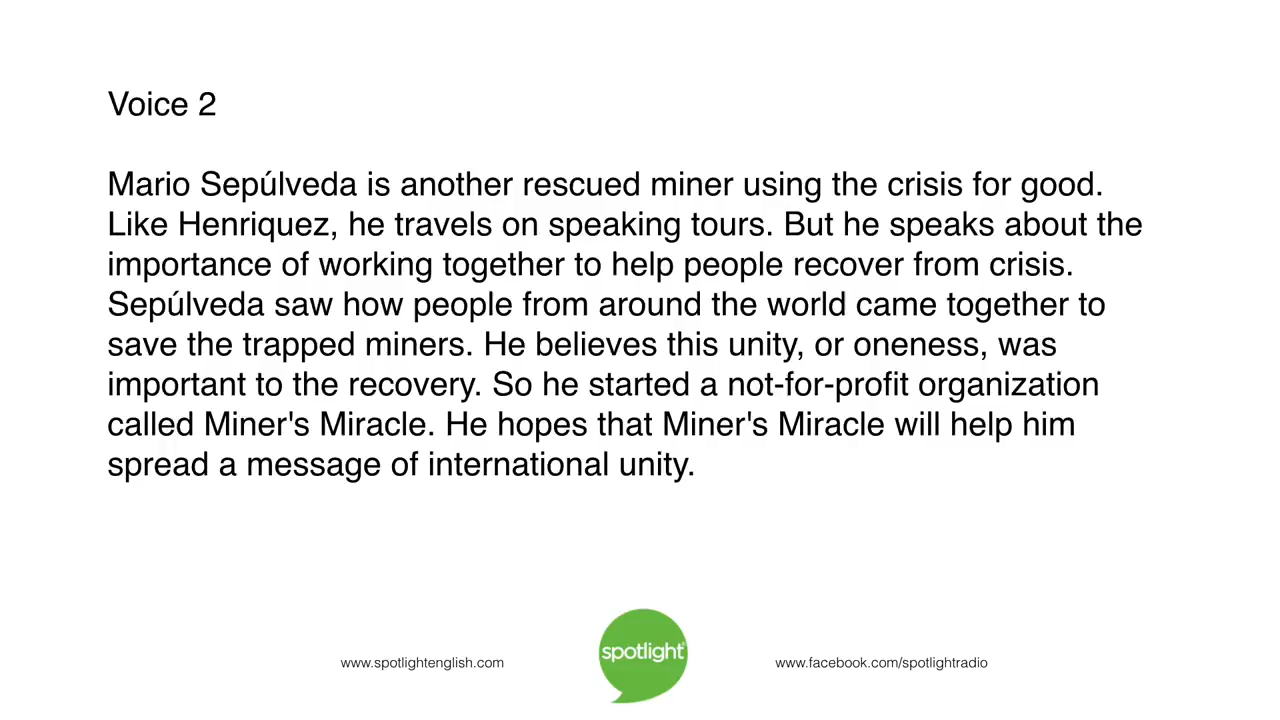 Voice 2
Mario Sepúlveda is another rescued miner using the crisis for good.
Like Henriquez, he travels on speaking tours. But he speaks about the
importance of working together to help people recover from crisis.
Sepúlveda saw how people from around the world came together to
save the trapped miners. He believes this unity, or oneness, was
important to the recovery. So he started a not-for-profit organization
called Miner's Miracle. He hopes that Miner's Miracle will help him
spread a message of international unity.
www.spotlightenglish.com
spotlight®
www.facebook.com/spotlightradio